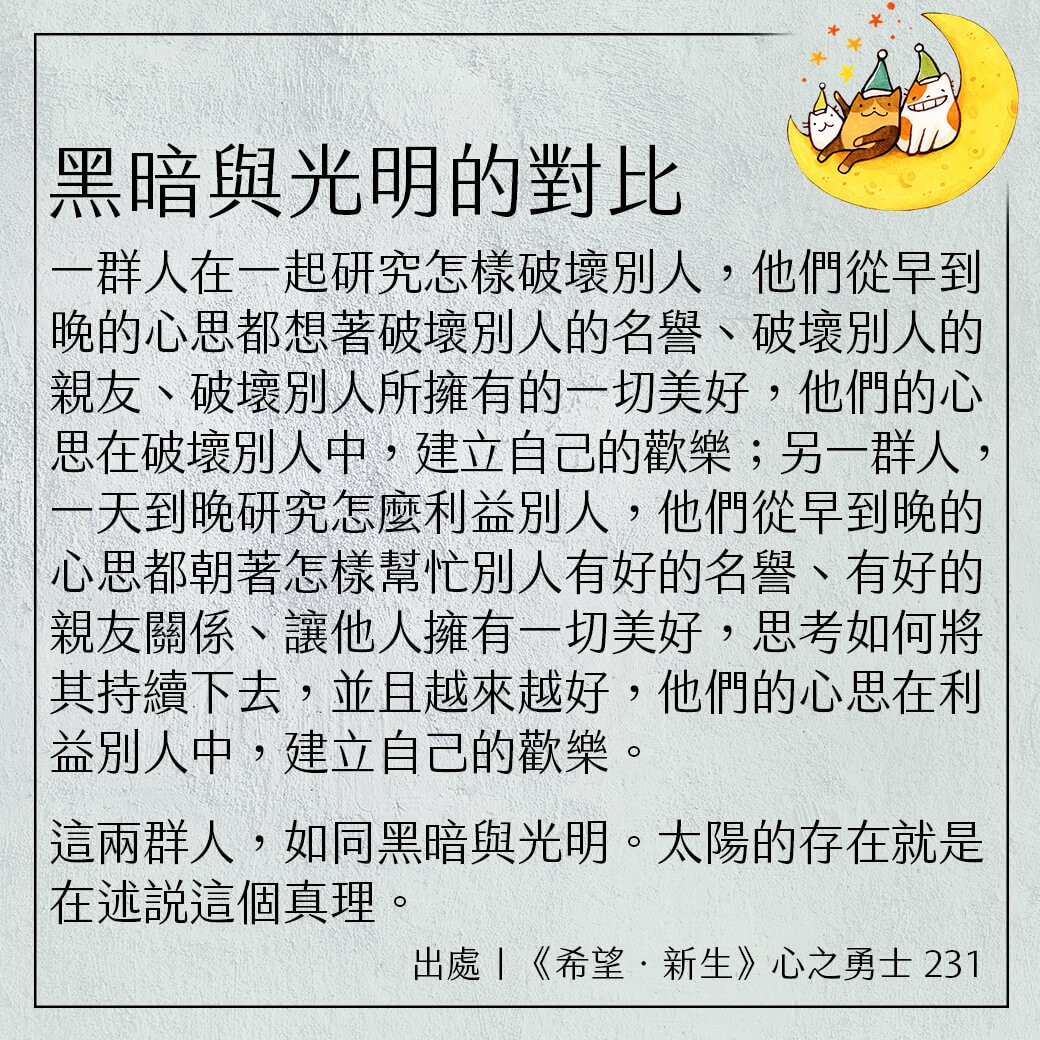 黑暗與光明的對比
一群人在一起研究怎樣破壞別人，他們從早到
晚的心思都想著破壞別人的名譽、破壞別人的
親友、破壞別人所擁有的一切美好，他們的心
思在破壞別人中，建立自己的歡樂；另一群人，
一天到晚研究怎麼利益別人，他們從早到晚的
心思都朝著怎樣幫忙別人有好的名譽、有好的
親友關係、讓他人擁有一切美好，思考如何將
其持續下去，並且越來越好，他們的心思在利
益別人中，建立自己的歡樂。
這兩群人，如同黑暗與光明。太陽的存在就是
在述説這個真理。
出處｜《希望．新生》心之勇士 231